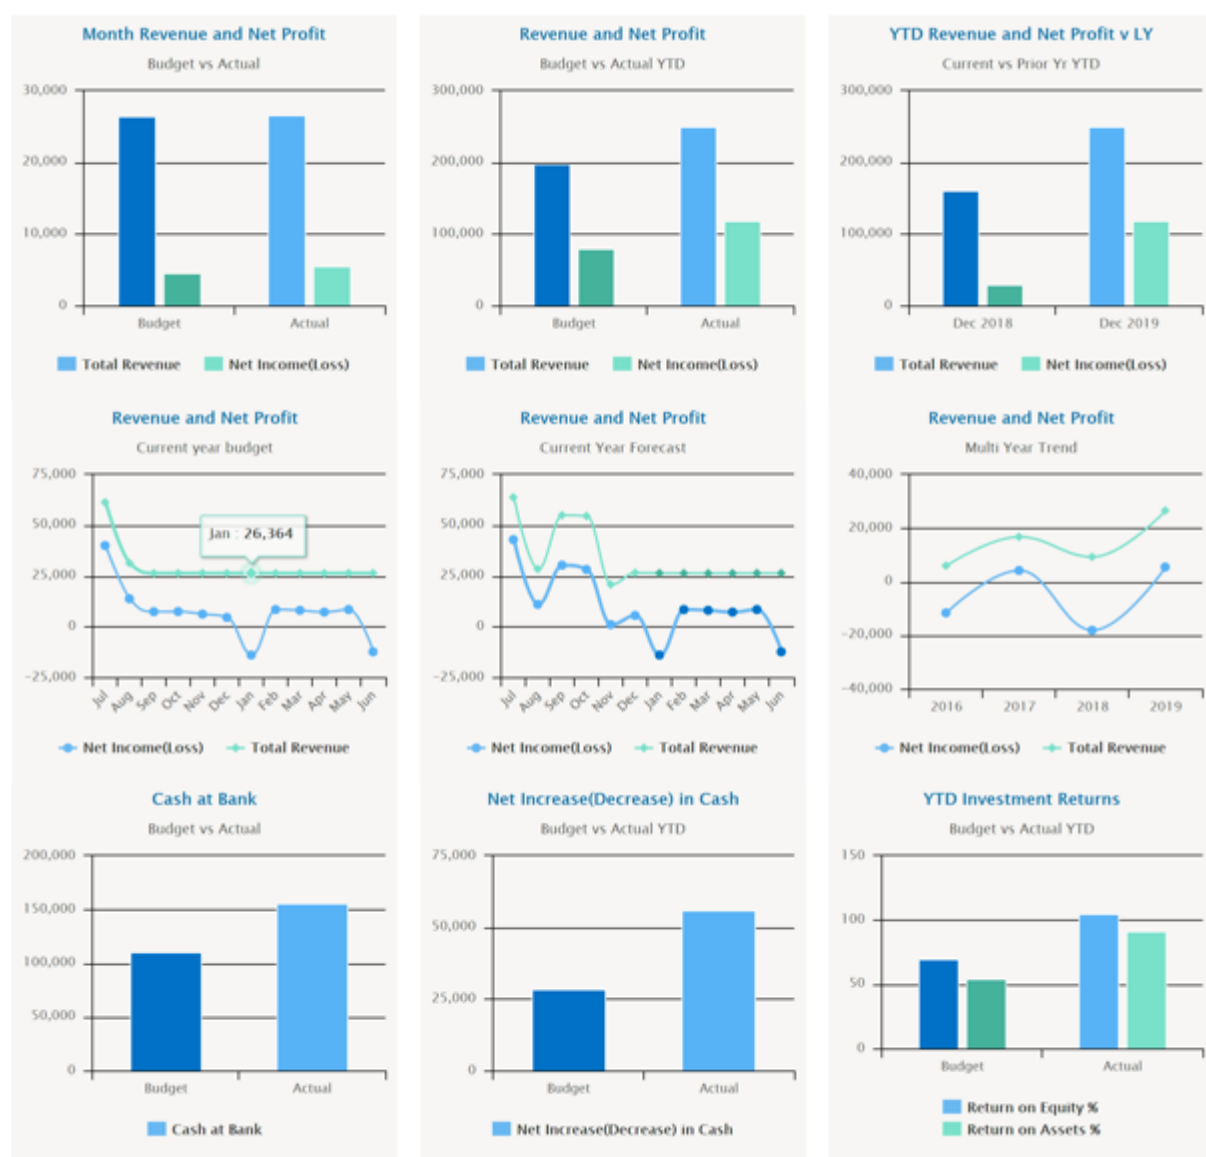 Month Revenue and Net Profit
Budget vs Actual
30,000
20,000
10,000
0
Budget Actual
Total Revenue Net Income(Loss)
Revenue and Net Profit
Budget vs Actual YTD
300,000
200,000
100,000
0
Budget Actual
Total Revenue Net Income(Loss)
YTD Revenue and Net Profit v LY
Current vs Prior Yr YTD
300,000
200,000
100,000
0
Dec 2018 Dec 2019
Total Revenue Net Income(Loss)
Revenue and Net Profit
Current year budget
75,000
50,000
Jan : 26,364
25,000
0
-25,000
Jul Aug Sep Oct Nov Dec Jan Feb Mar Apr May Jun
Net Income(Loss) Total Revenue
Revenue and Net Profit
Current Year Forecast
75,000
50,000
25,000
0
-25,000
Jul Aug Sep Oct Nov Dec Jan Feb Mar Apr May Jun
Net Income(Loss) Total Revenue
Revenue and Net Profit
Multi Year Trend
40,000
20,000
0
-20,000
-40,000
2016 2017 2018 2019
Net Income(Loss) Total Revenue
Cash at Bank
Budget vs Actual
200,000
150,000
100,000
50,000
0
Budget Actual
Cash at Bank
Net Increase(Decrease) in Cash
Budget vs Actual YTD
75,000
50,000
25,000
0
Budget Actual
Net Increase(Decrease) in Cash
YTD Investment Returns
Budget vs Actual YTD
150
100
50
0
Budget Actual
Return on Equity %
Return on Assets %